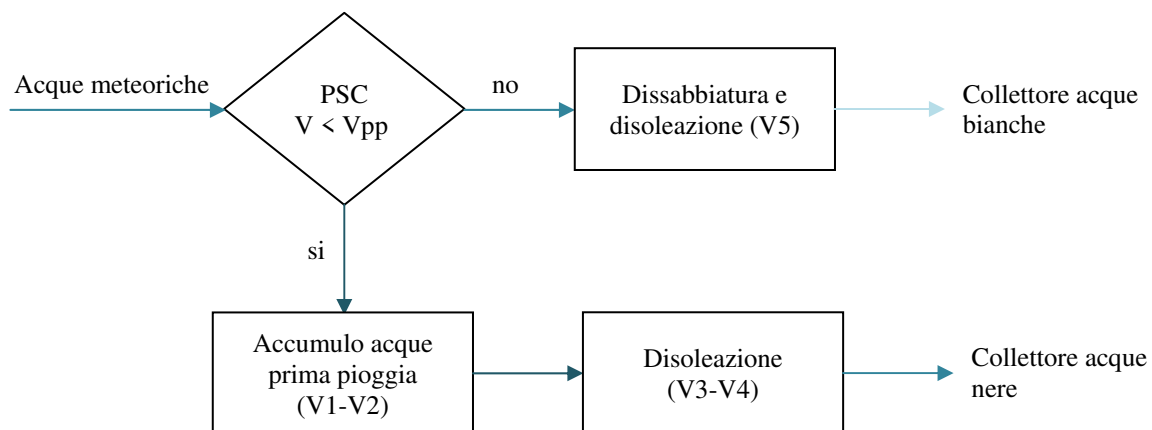 Acque meteoriche
PSC
V < Vpp
no
Dissabbiatura e
disoleazione (V5)
Collettore acque
bianche
si
Accumulo acque
prima pioggia
(V1-V2)
Disoleazione
(V3-V4)
Collettore acque
nere